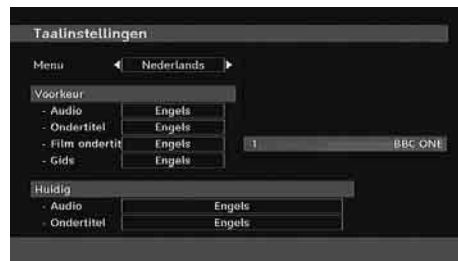 Taalinstellingen
Menu Nederlands
Voorkeur
- Audio Engels
- Ondertitel Engels
- Film ondertit Engels
- Gids Engels
1 BBC ONE
Huidig
- Audio Engels
- Ondertitel Engels